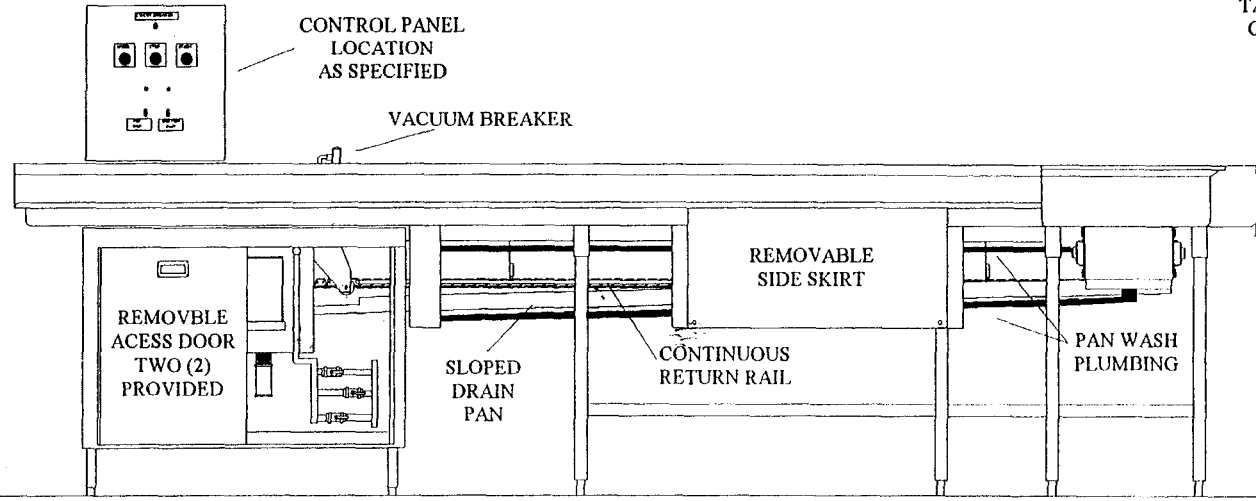 CONTROL PANEL
LOCATION
AS SPECIFIED
VACUUM BREAKER
REMOVBLE
ACESS DOOR
TWO (2)
PROVIDED
SLOPED
DRAIN
PAN
CONTINUOUS
RETURN RAIL
REMOVABLE
SIDE SKIRT
PAN WASH
PLUMBING